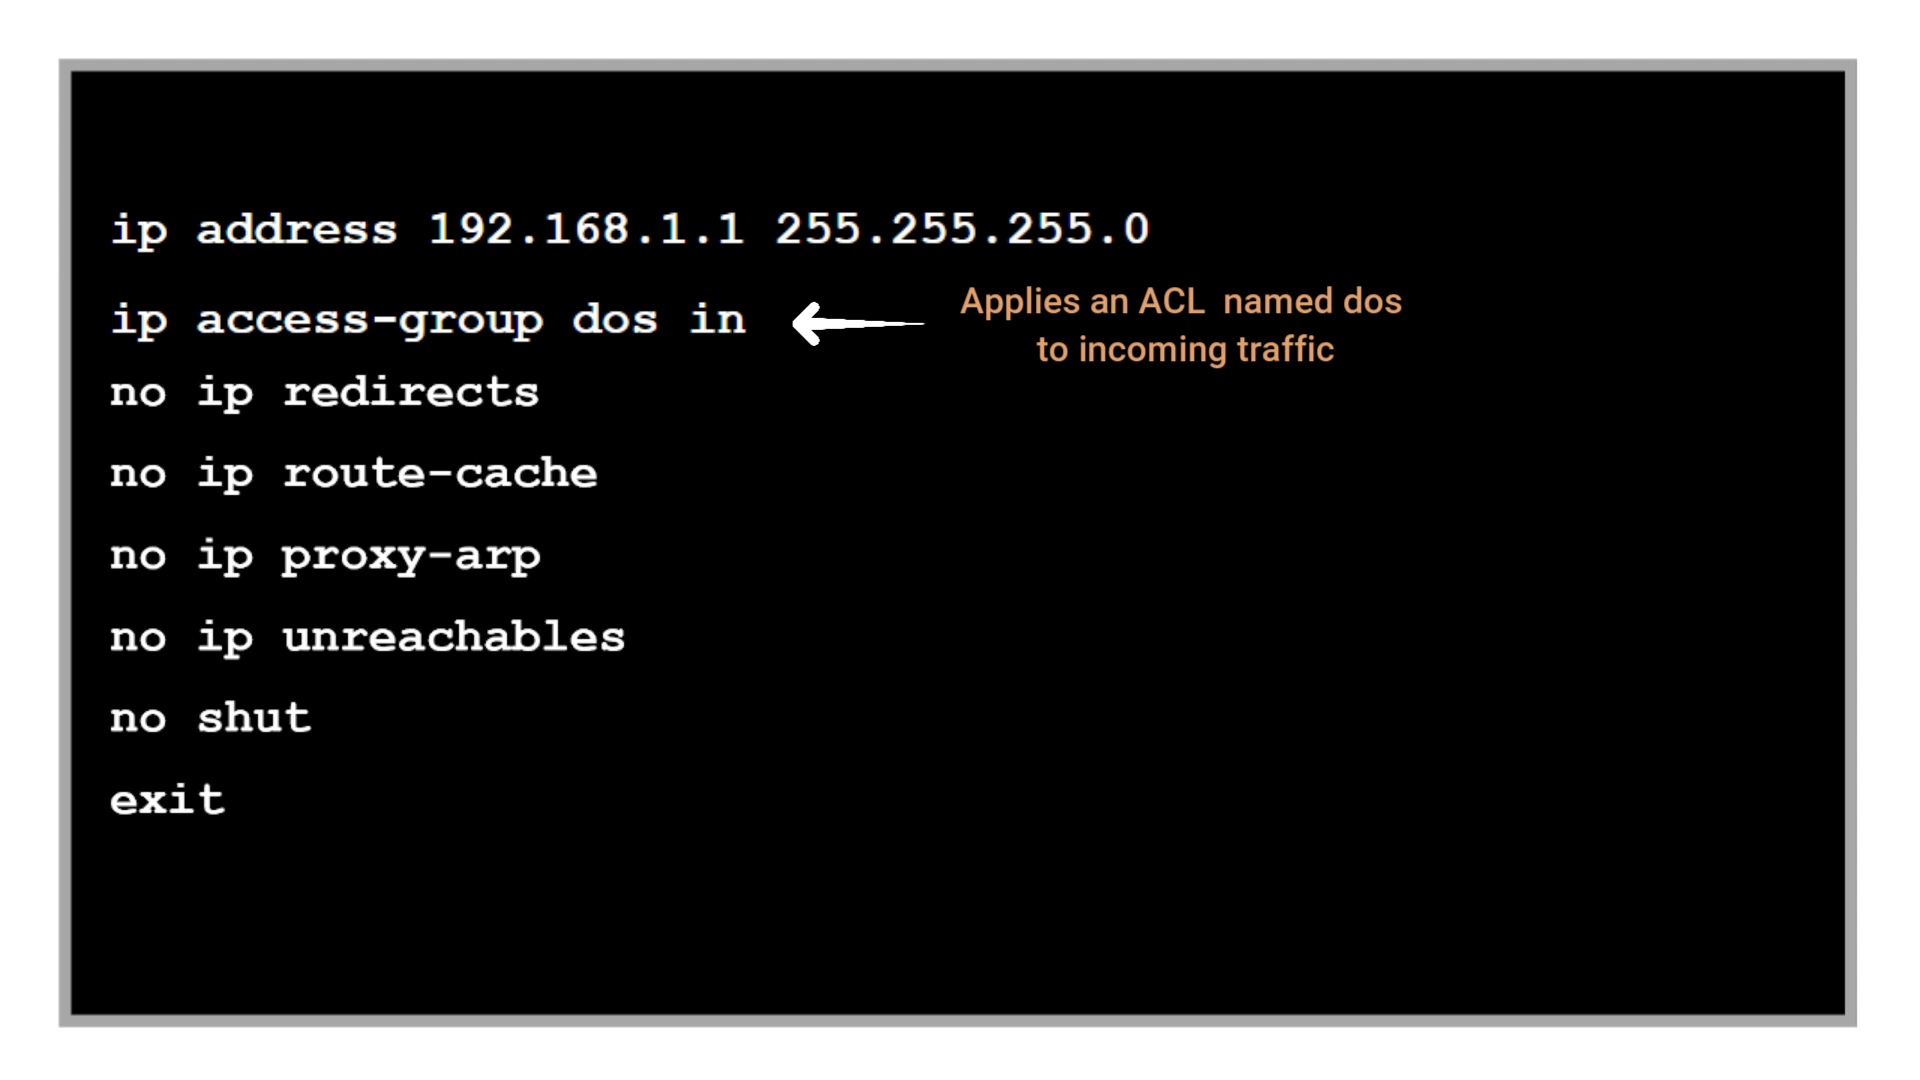 ip address 192.168.1.1 255.255.255.0
ip access-group dos in
Applies an ACL named dos
to incoming traffic
no ip redirects
no ip route-cache
no ip proxy-arp
no ip unreachables
no shut
exit